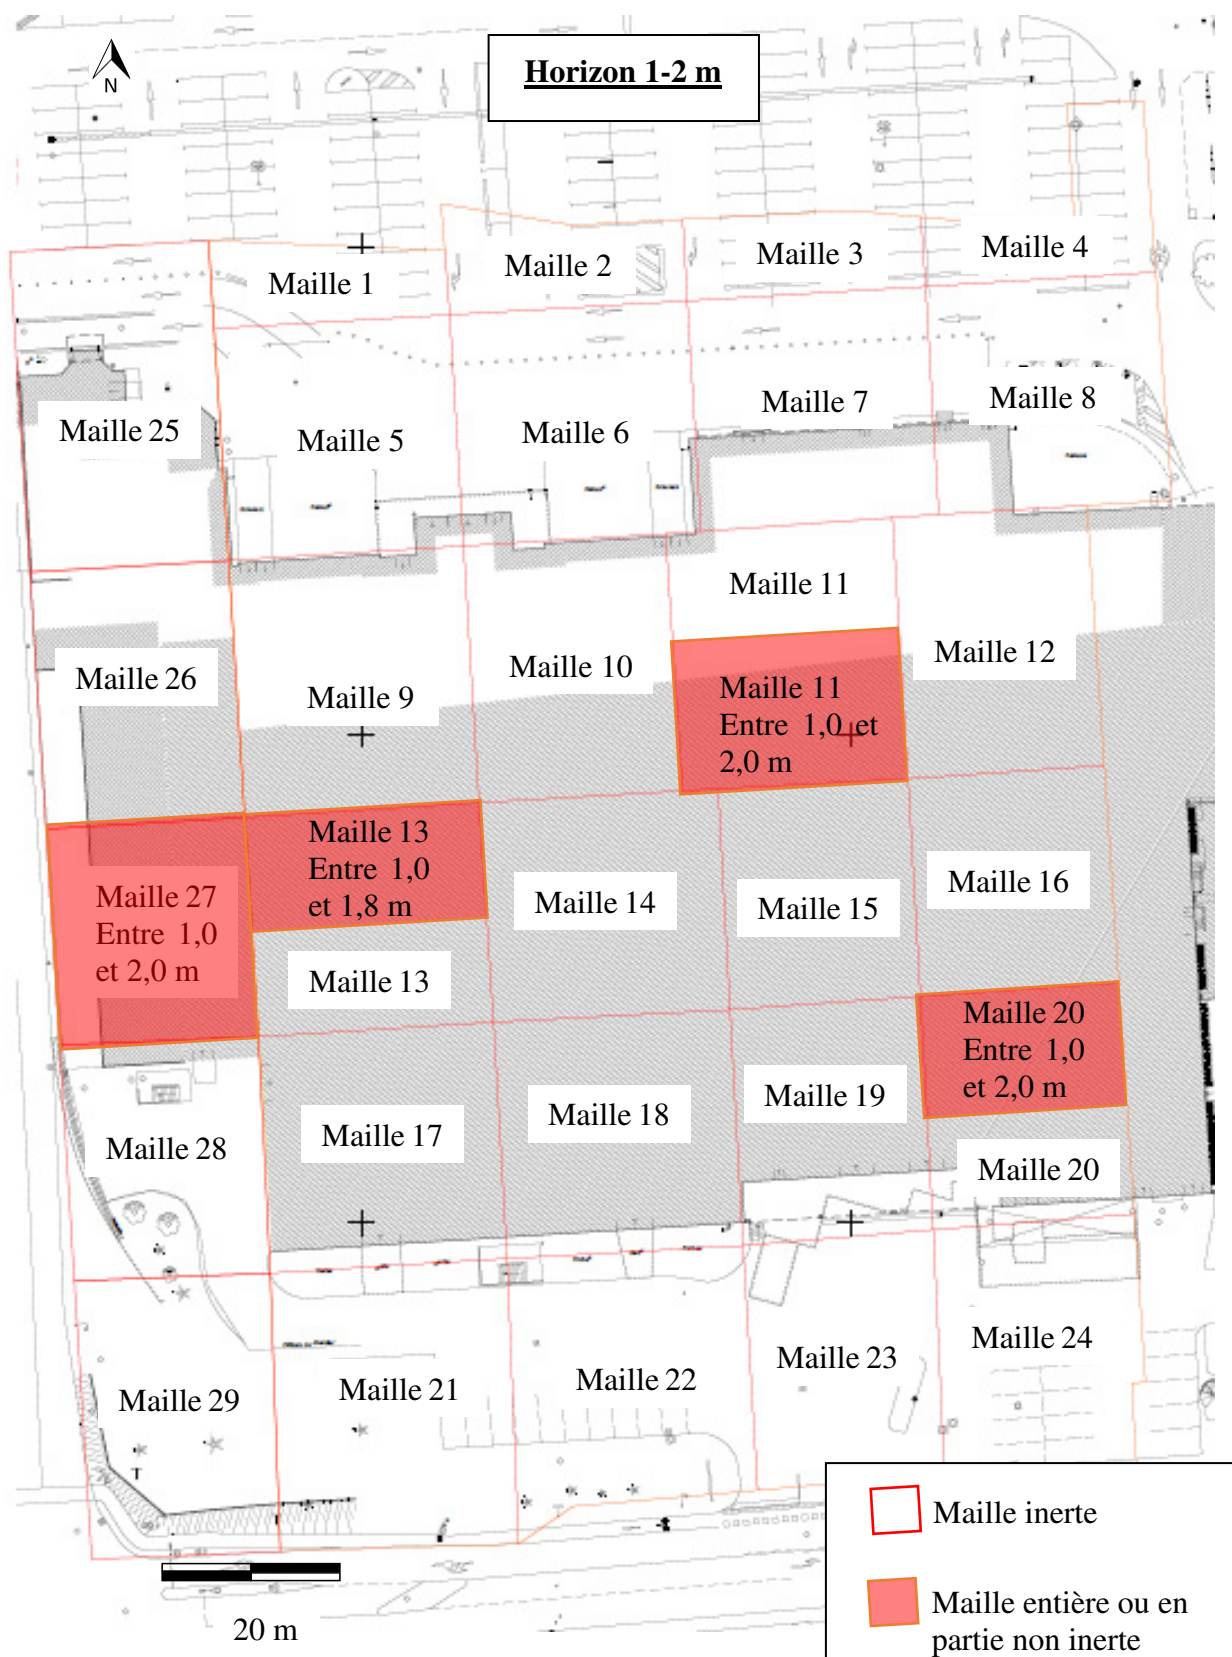 Horizon 1-2 m
N
Maille 1
Maille 2
Maille 3
Maille 4
Maille 25
Maille 5
Maille 6
Maille 7
Maille 8
Maille 26
Maille 9
Maille 10
Maille 11
Maille 11
Entre 1,0 et
2,0 m
Maille 12
Maille 27
Entre 1,0
et 2,0 m
Maille 13
Entre 1,0
et 1,8 m
Maille 13
Maille 14
Maille 15
Maille 16
Maille 28
Maille 17
Maille 18
Maille 19
Maille 20
Entre 1,0
et 2,0 m
Maille 20
Maille 29
Maille 21
Maille 22
Maille 23
Maille 24
T
20 m
Maille inerte
Maille entière ou en
partie non inerte